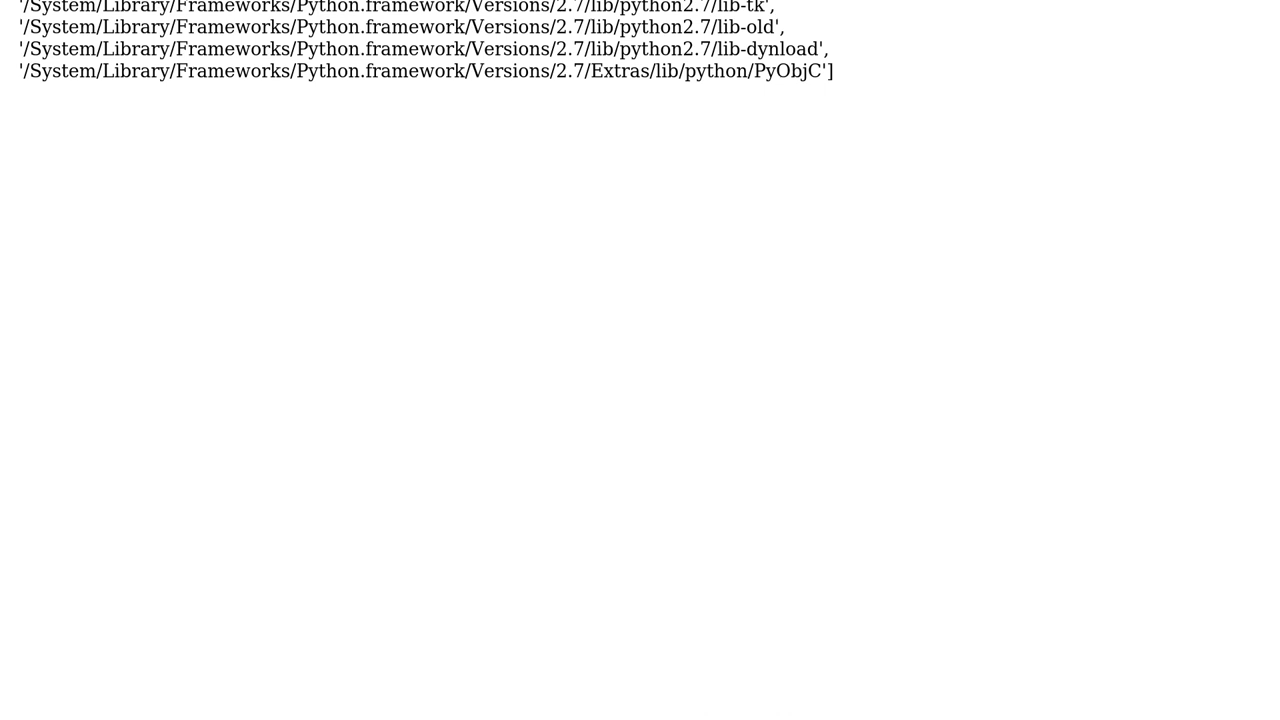 '/System/Library/Frameworks/Python.framework/Versions/2.7/lib/python2.7/lib-tk',
'/System/Library/Frameworks/Python.framework/Versions/2.7/lib/python2.7/lib-old',
'/System/Library/Frameworks/Python.framework/Versions/2.7/lib/python2.7/lib-dynload',
'/System/Library/Frameworks/Python.framework/Versions/2.7/Extras/lib/python/PyObjC']